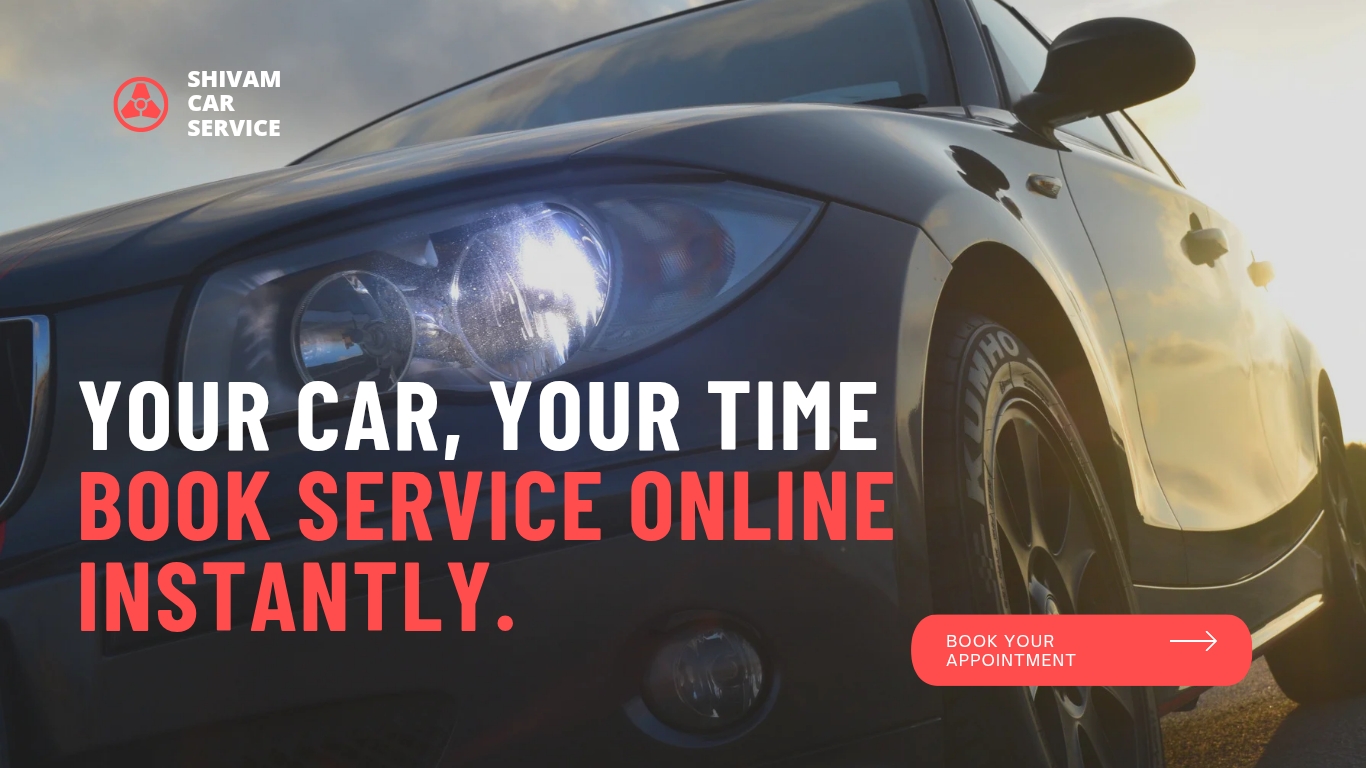 SHIVAM
CAR
SERVICE
YOUR CAR, YOUR TIME
BOOK SERVICE ONLINE
INSTANTLY.
KUMHO
BOOK YOUR
APPOINTMENT